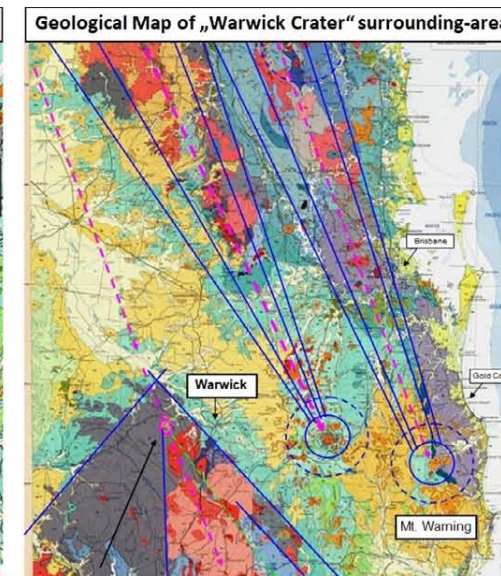 Geological Map of „Warwick Crater“ surrounding-area
Brisbane
Gold Co
Warwick
Mt. Warning